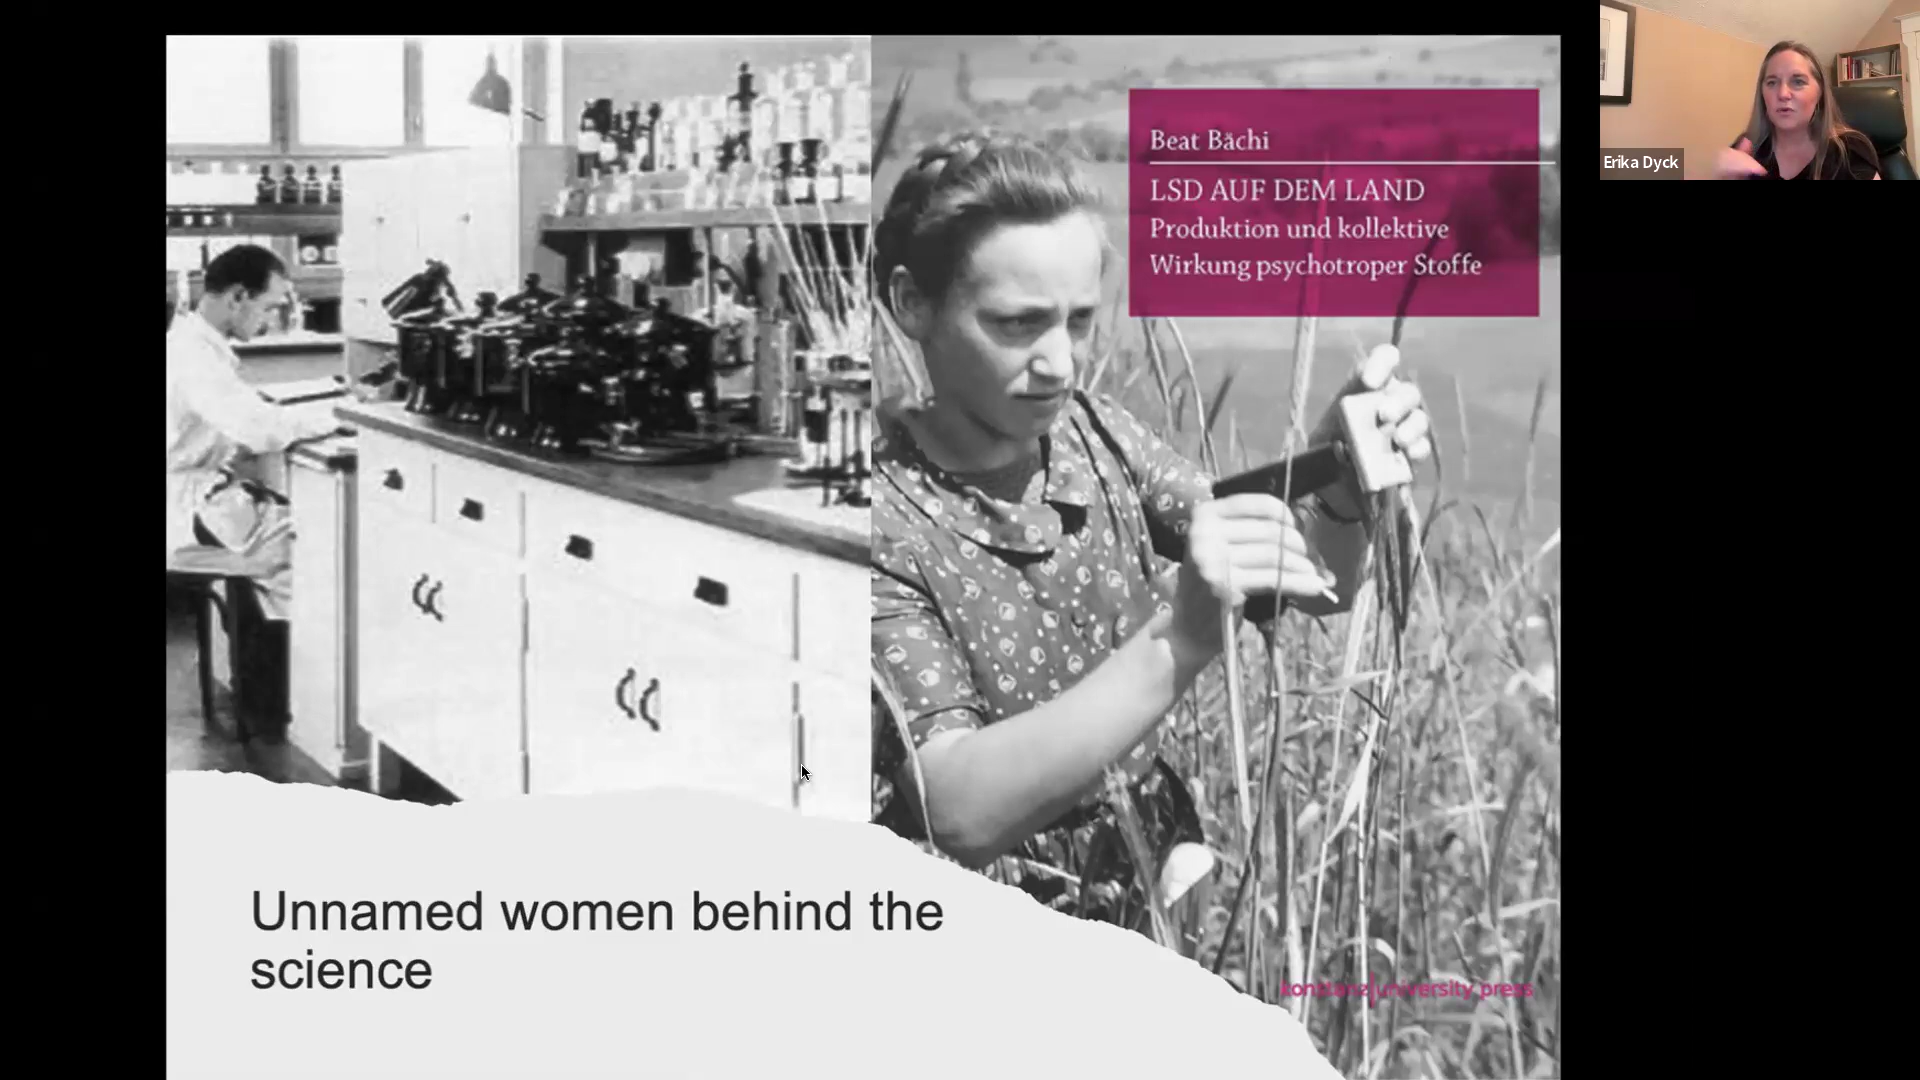 Beat Bächi
LSD AUF DEM LAND
Produktion und kollektive
Wirkung psychotroper Stoffe
Erika Dyck
Unnamed women behind the
science
konstanz university press